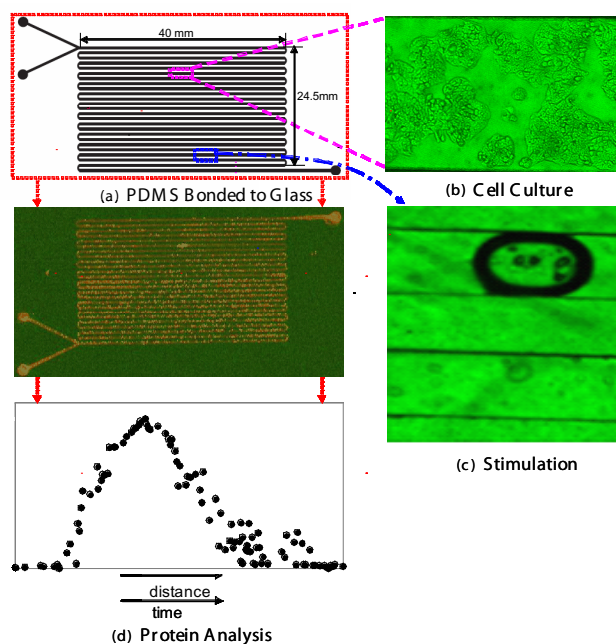 40 mm
24.5mm
(a) PDMS Bonded to Glass
(b) Cell Culture
(c) Stimulation
distance
time
(d) Protein Analysis